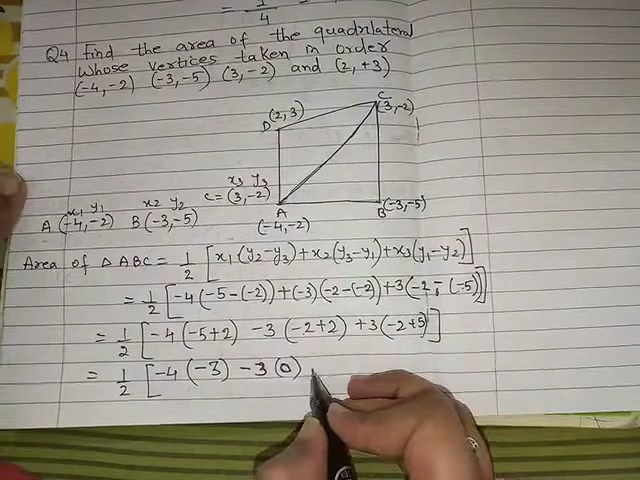 = 1/4
Q4 find the area of the quadrilateral
whose vertices taken in order
(-4,-2) (-3,-5) (3,-2) and (2,+3)
D (2,3)
C (3,-2)
A (-4,-2)
B (-3,-5)
x1 y1 x2 y2 x3 y3
A (-4,-2) B (-3,-5) C = (3,-2)
Area of △ ABC = 1/2 [x1(y2-y3)+x2(y3-y1)+x3(y1-y2)]
= 1/2 [-4(-5-(-2))+(-3)(-2-(-2))+3(-2-(-5)]
= 1/2 [-4(-5+2) -3(-2+2) +3(-2+5)]
= 1/2 [-4(-3) -3(0)